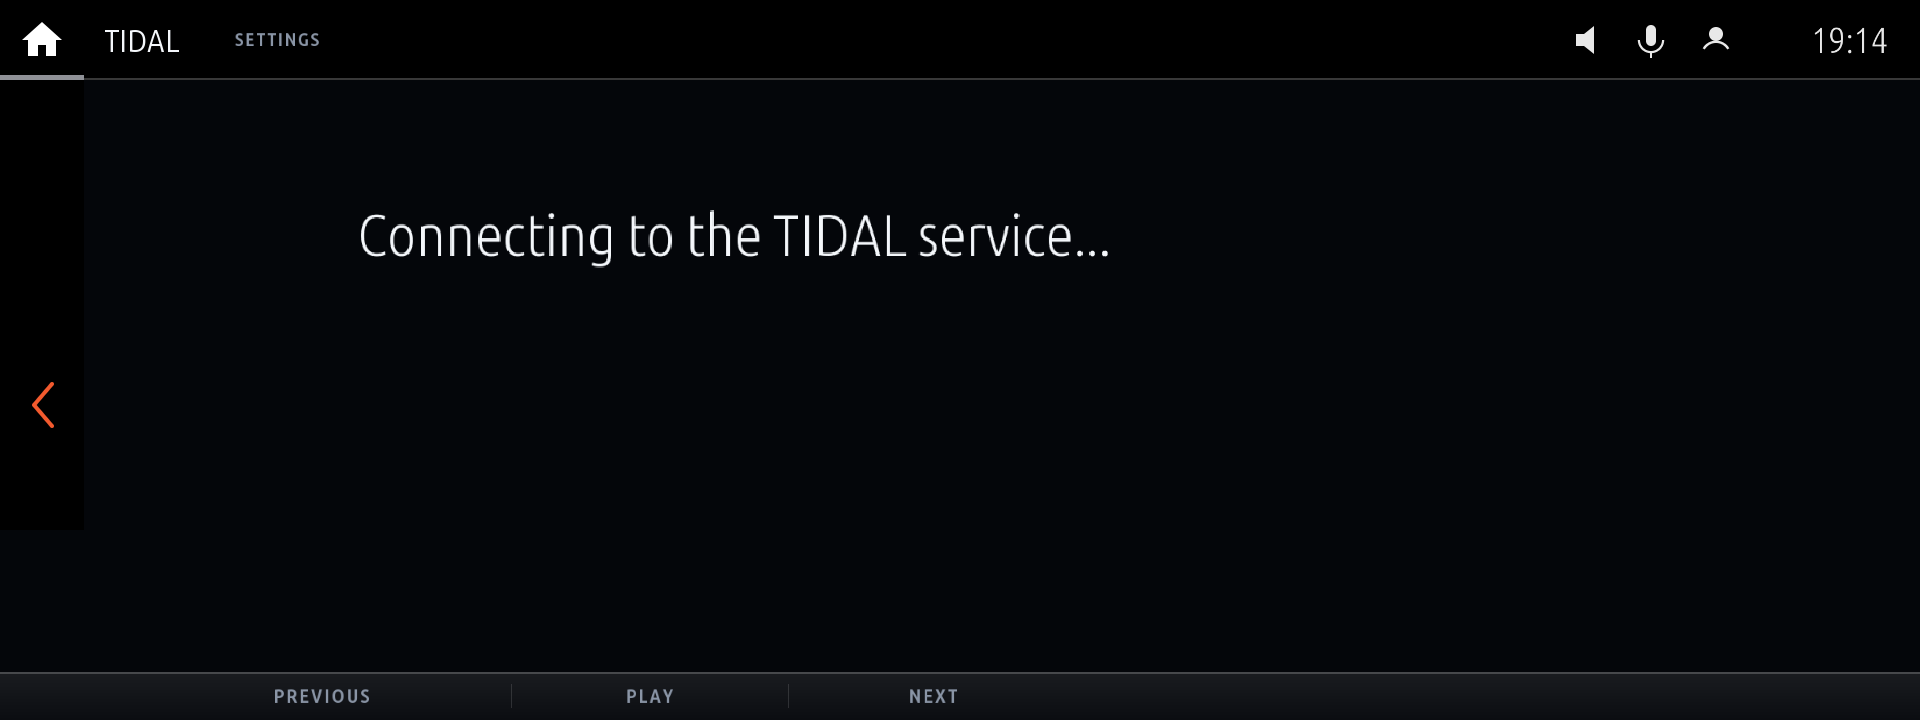 TIDAL
SETTINGS
19:14
Connecting to the TIDAL service...
PREVIOUS
PLAY
NEXT